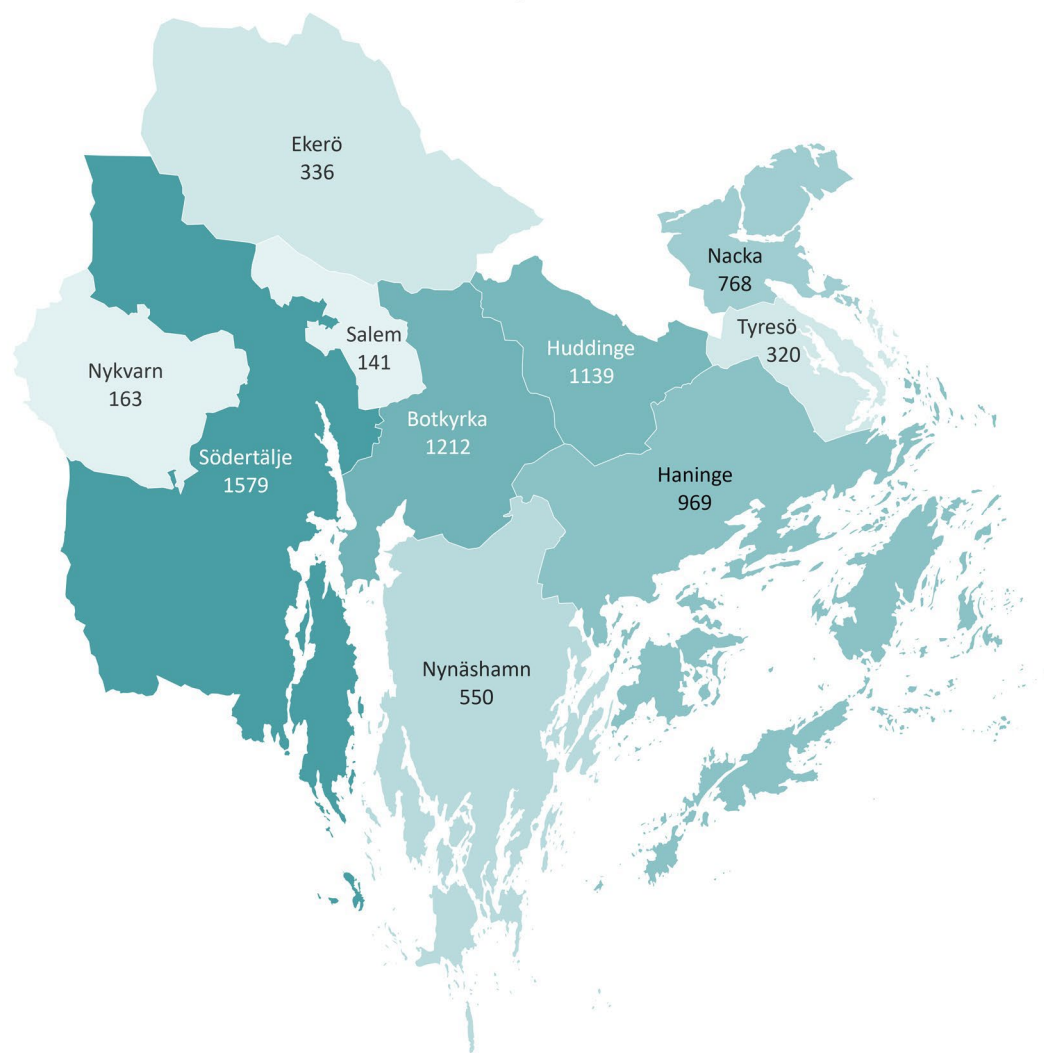 Ekerö
336
Nacka
768
Tyresö
320
Salem
141
Huddinge
1139
Nykvarn
163
Botkyrka
1212
Södertälje
1579
Haninge
969
Nynäshamn
550